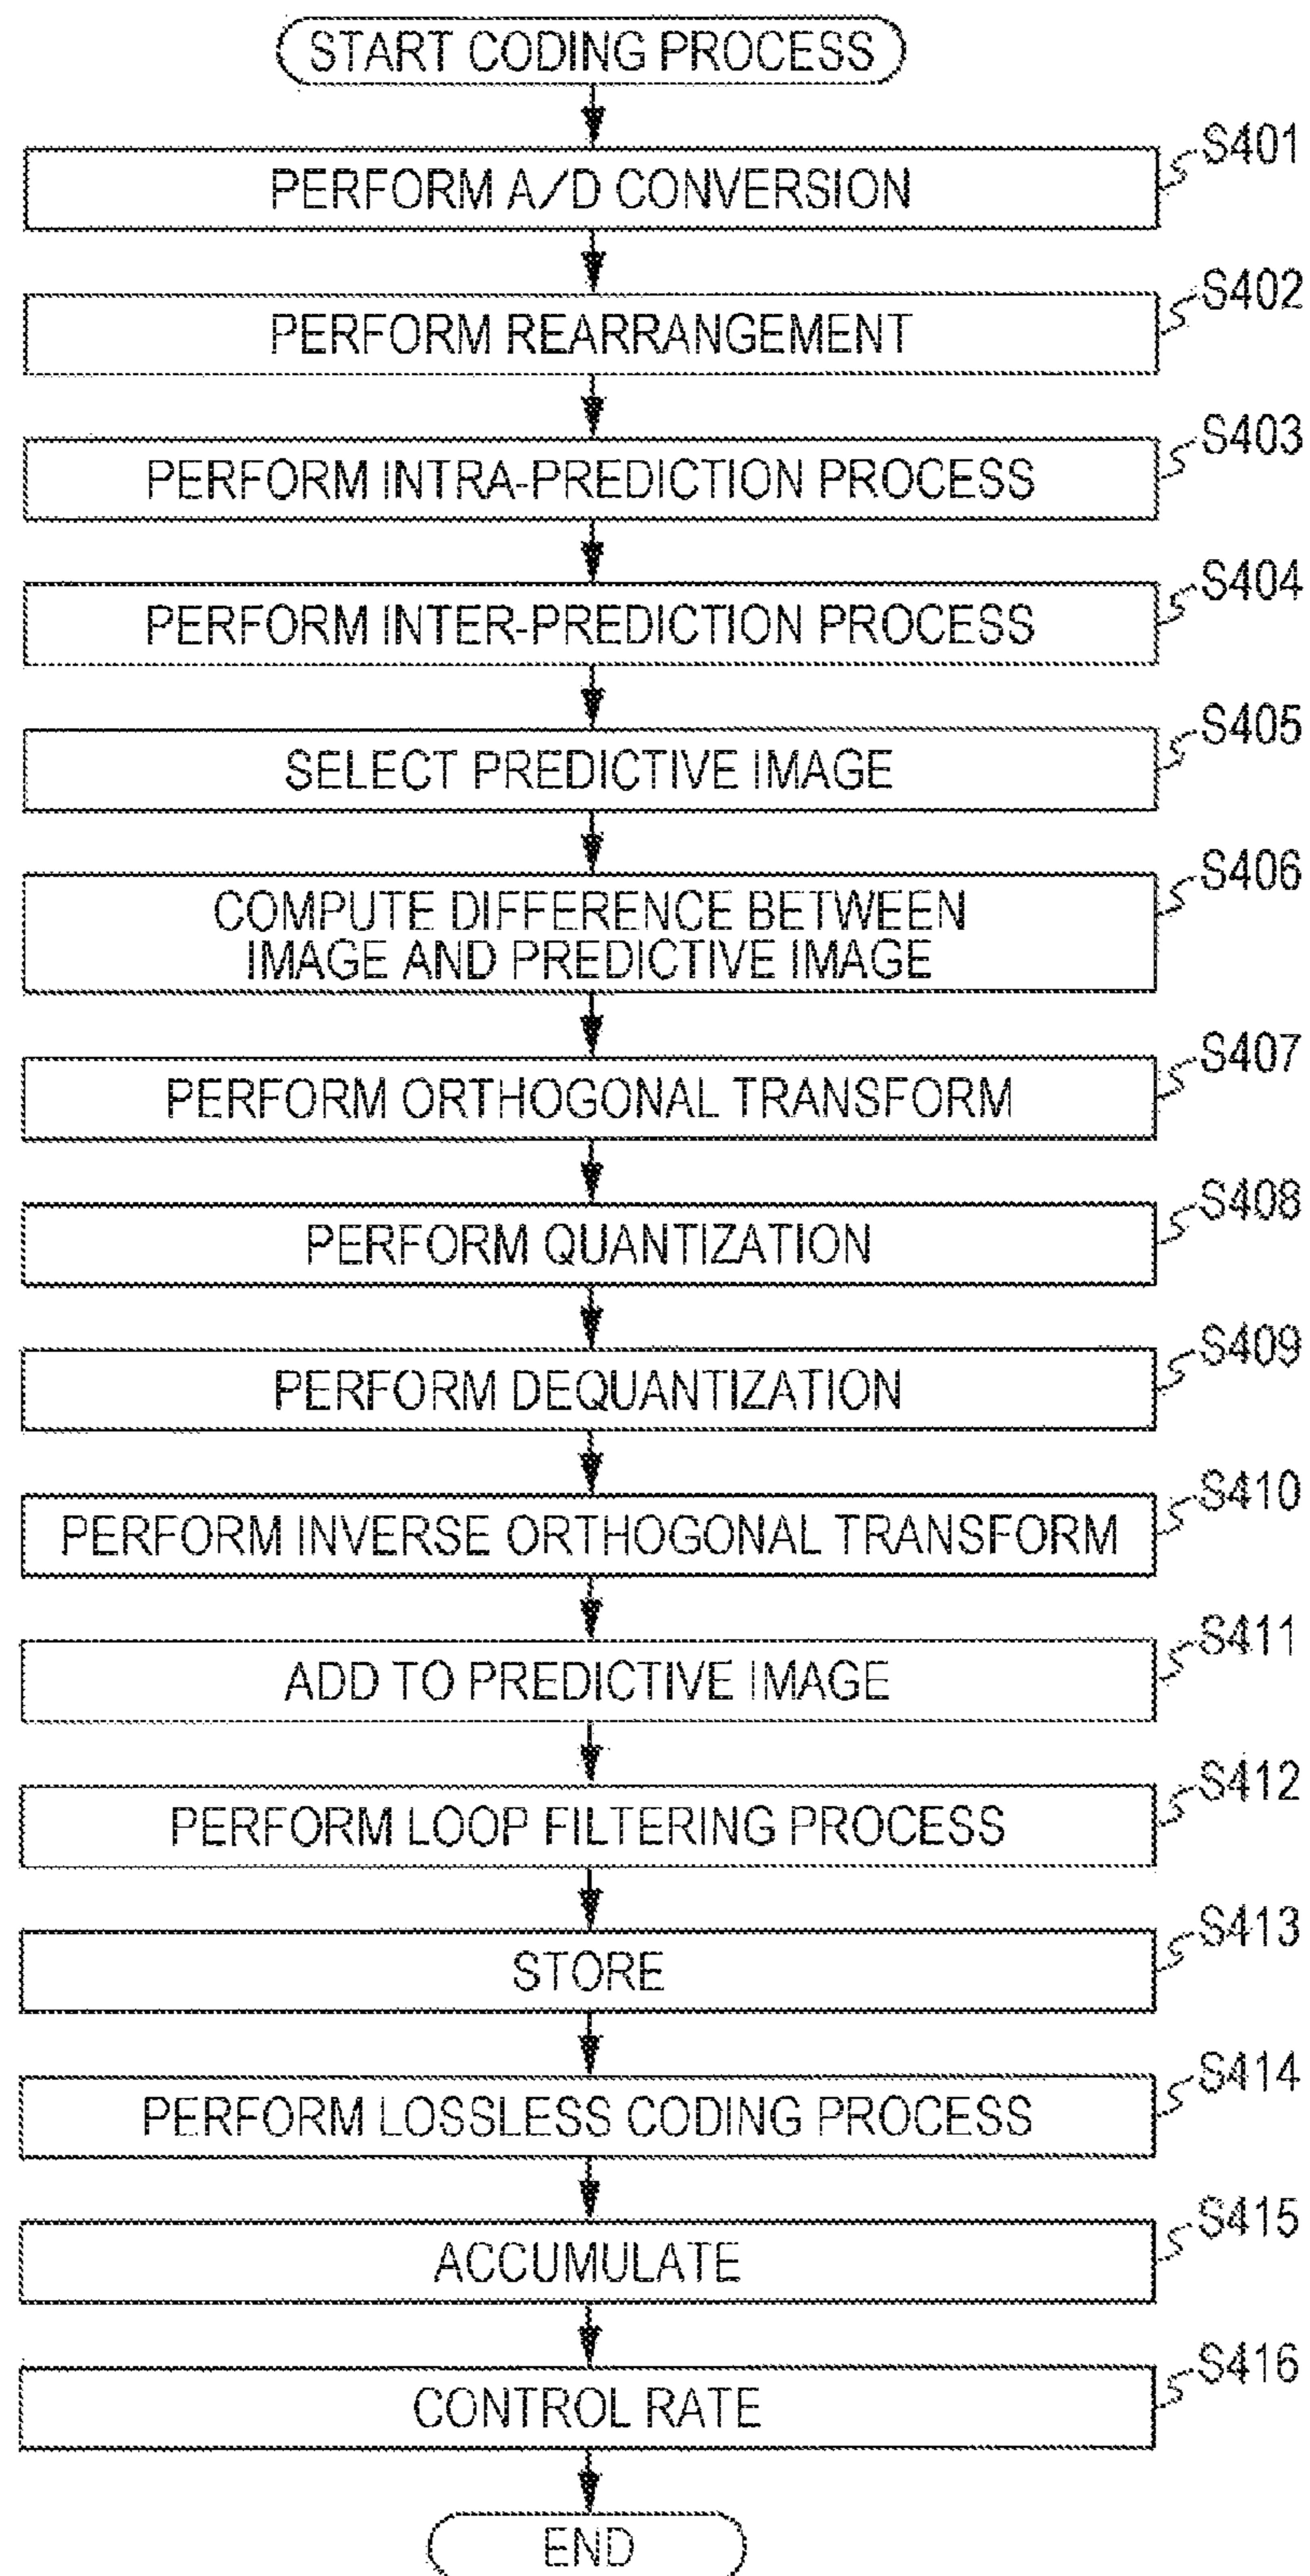 START CODING PROCESS
S401
PERFORM A/D CONVERSION
S402
PERFORM REARRANGEMENT
S403
PERFORM INTRA-PREDICTION PROCESS
S404
PERFORM INTER-PREDICTION PROCESS
S405
SELECT PREDICTIVE IMAGE
S406
COMPUTE DIFFERENCE BETWEEN
IMAGE AND PREDICTIVE IMAGE
S407
PERFORM ORTHOGONAL TRANSFORM
S408
PERFORM QUANTIZATION
S409
PERFORM DEQUANTIZATION
S410
PERFORM INVERSE ORTHOGONAL TRANSFORM
S411
ADD TO PREDICTIVE IMAGE
S412
PERFORM LOOP FILTERING PROCESS
S413
STORE
S414
PERFORM LOSSLESS CODING PROCESS
S415
ACCUMULATE
S416
CONTROL RATE
END